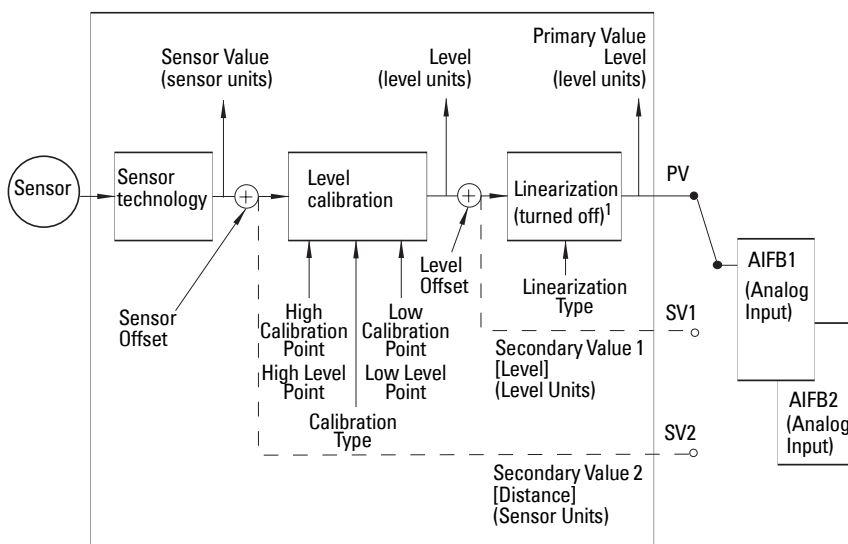 Sensor Value
(sensor units)
Level
(level units)
Primary Value
Level
(level units)
Sensor
Sensor
technology
Level
calibration
Linearization
(turned off)1
PV
AIFB1
(Analog
Input)
Sensor
Offset
High
Calibration
Point
High Level
Point
Calibration
Type
Low
Calibration
Point
Low Level
Point
Level
Offset
Linearization
Type
SV1
Secondary Value 1
[Level]
(Level Units)
AIFB2
(Analog
Input)
SV2
Secondary Value 2
[Distance]
(Sensor Units)